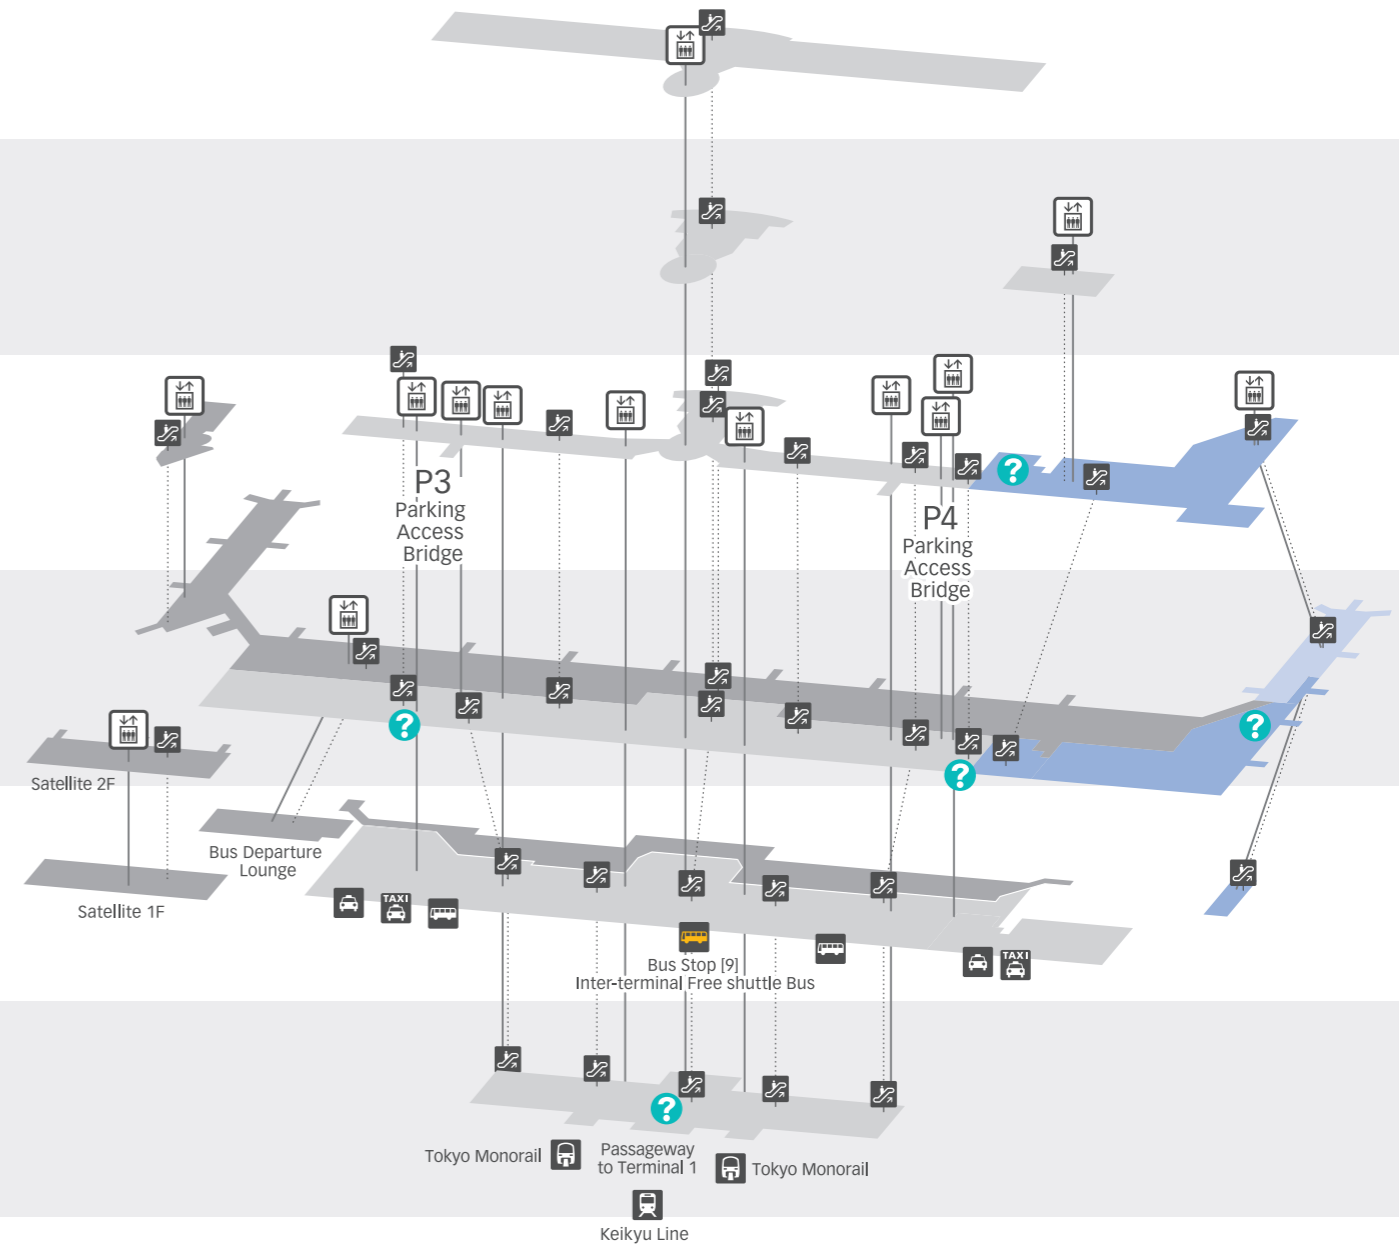 P3
Parking
Access
Bridge
P4
Parking
Access
Bridge
?
?
?
?
Satellite 2F
Bus Departure
Lounge
Satellite 1F
TAXI
TAXI
Bus Stop [9]
Inter-terminal Free shuttle Bus
?
Tokyo Monorail
Passageway
to Terminal 1
Tokyo Monorail
Keikyu Line